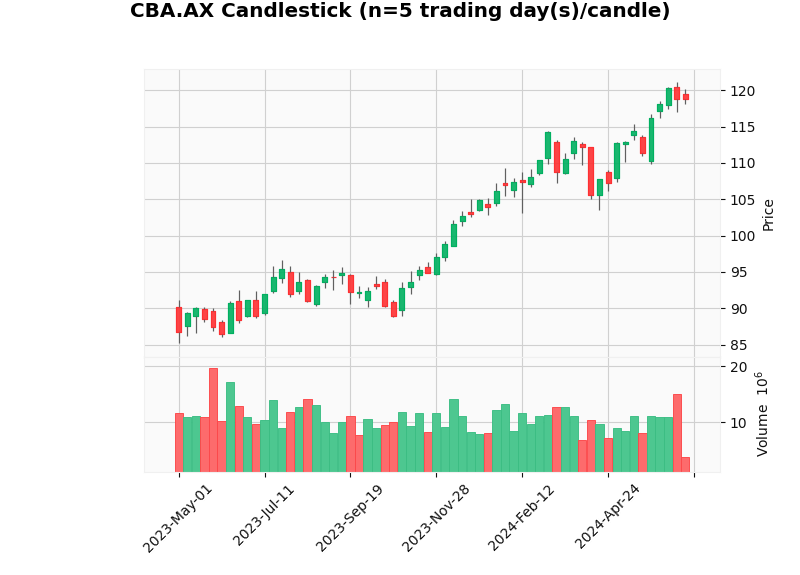 CBA.AX Candlestick (n=5 trading day(s)/candle)
120
115
110
105
100
95
90
85
Price
20
10
Volume 10^6
2023-May-01
2023-Jul-11
2023-Sep-19
2023-Nov-28
2024-Feb-12
2024-Apr-24